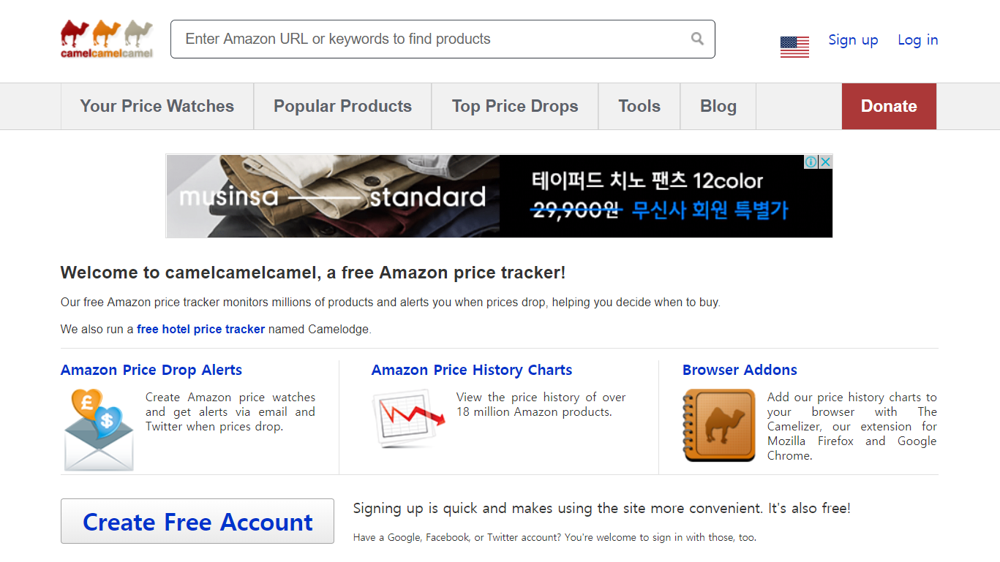 camelcamelcamel
Enter Amazon URL or keywords to find products
Sign up
Log in
Your Price Watches
Popular Products
Top Price Drops
Tools
Blog
Donate
musinsa standard
테이퍼드 치노 팬츠 12color
29,900원 무신사 회원 특별가
Welcome to camelcamelcamel, a free Amazon price tracker!
Our free Amazon price tracker monitors millions of products and alerts you when prices drop, helping you decide when to buy.
We also run a free hotel price tracker named Camelodge.
Amazon Price Drop Alerts
£
$
Create Amazon price watches
and get alerts via email and
Twitter when prices drop.
Amazon Price History Charts
View the price history of over
18 million Amazon products.
Browser Addons
Add our price history charts to
your browser with The
Camelizer, our extension for
Mozilla Firefox and Google
Chrome.
Create Free Account
Signing up is quick and makes using the site more convenient. It's also free!
Have a Google, Facebook, or Twitter account? You're welcome to sign in with those, too.